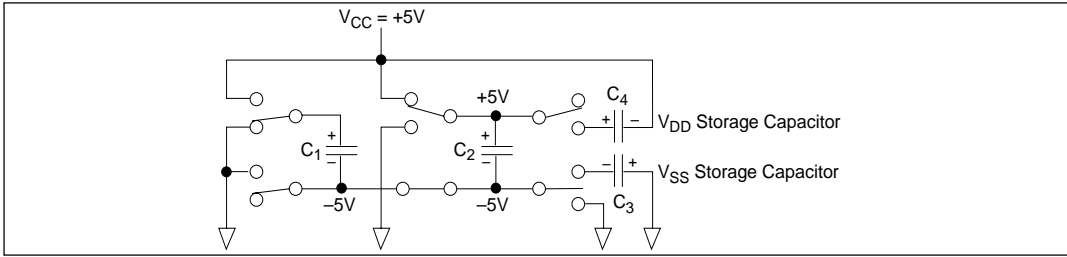 VCC = +5V
+5V
C4
+ –
VDD Storage Capacitor
+
C1
–
+
C2
–
– +
VSS Storage Capacitor
C3
–5V
–5V